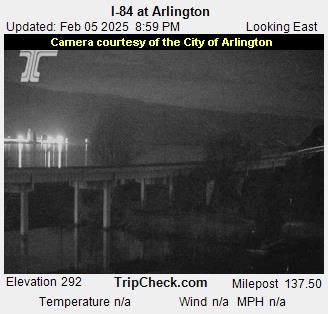 I-84 at Arlington
Updated: Feb 05 2025 8:59 PM Looking East
Camera courtesy of the City of Arlington
Elevation 292 TripCheck.com Milepost 137.50
Temperature n/a Wind n/a MPH n/a